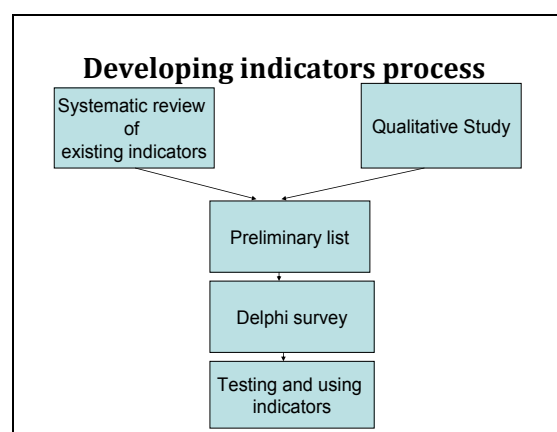 Developing indicators process
Systematic review
of
existing indicators
Qualitative Study
Preliminary list
Delphi survey
Testing and using
indicators